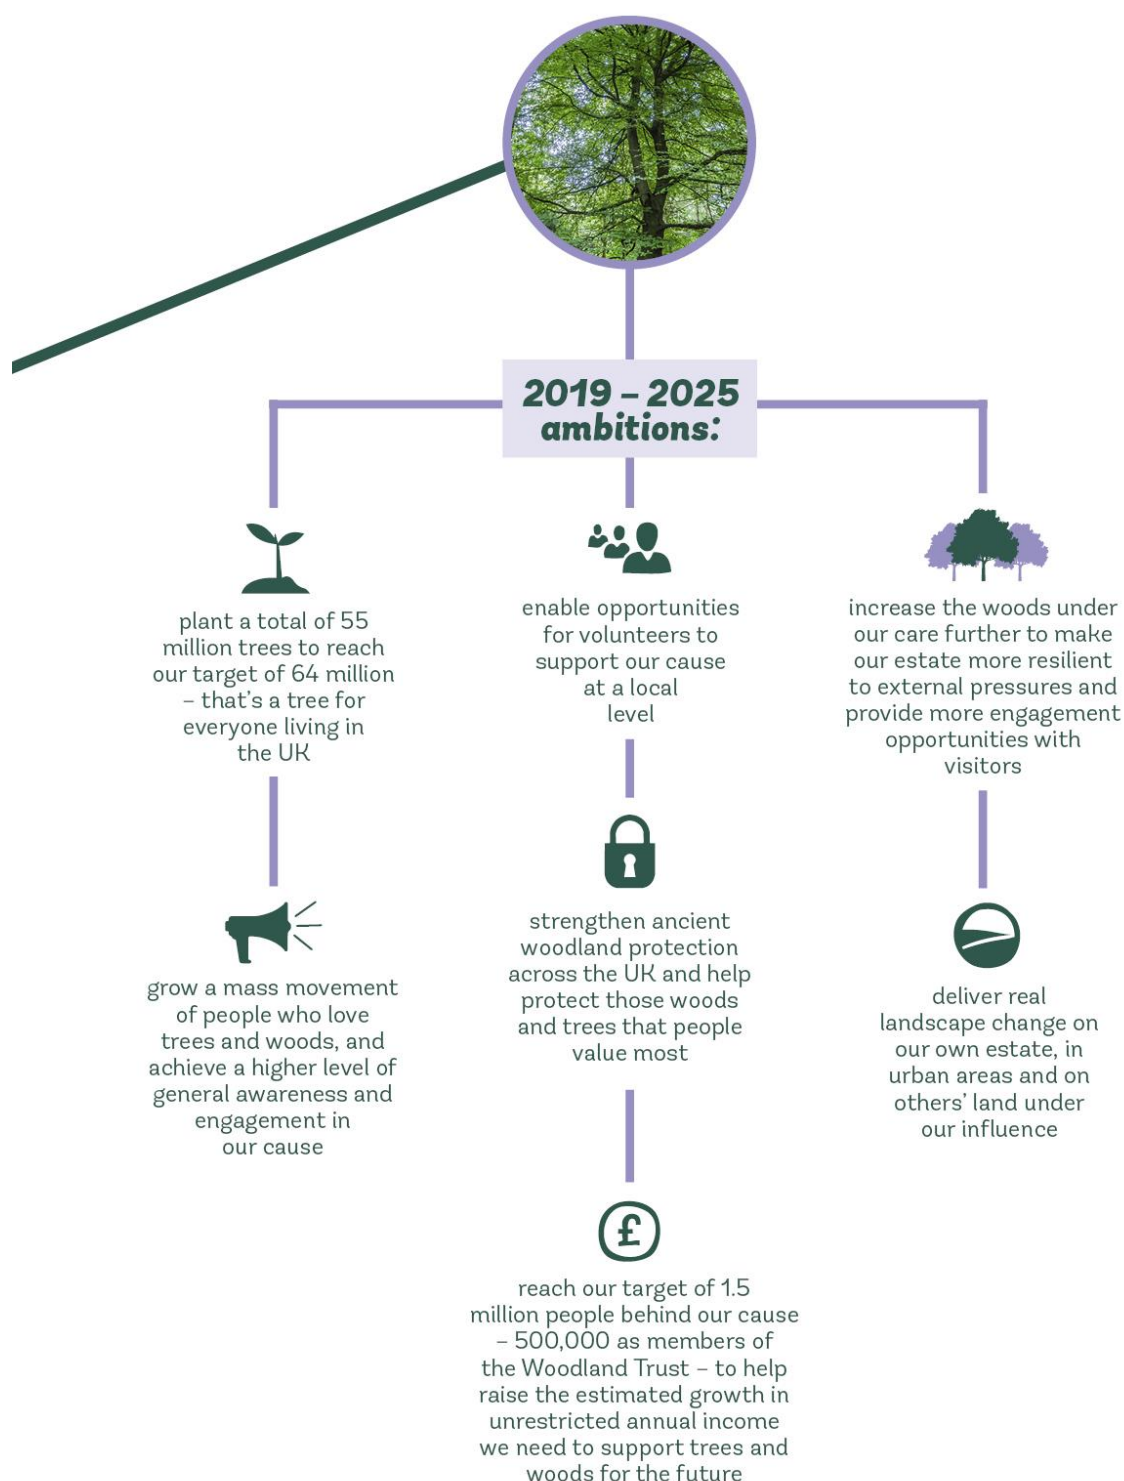 2019 – 2025
ambitions:
plant a total of 55
million trees to reach
our target of 64 million
– that's a tree for
everyone living in
the UK
grow a mass movement
of people who love
trees and woods, and
achieve a higher level of
general awareness and
engagement in
our cause
enable opportunities
for volunteers to
support our cause
at a local
level
strengthen ancient
woodland protection
across the UK and help
protect those woods
and trees that people
value most
£
reach our target of 1.5
million people behind our cause
– 500,000 as members of
the Woodland Trust – to help
raise the estimated growth in
unrestricted annual income
we need to support trees and
woods for the future
increase the woods under
our care further to make
our estate more resilient
to external pressures and
provide more engagement
opportunities with
visitors
deliver real
landscape change on
our own estate, in
urban areas and on
others' land under
our influence